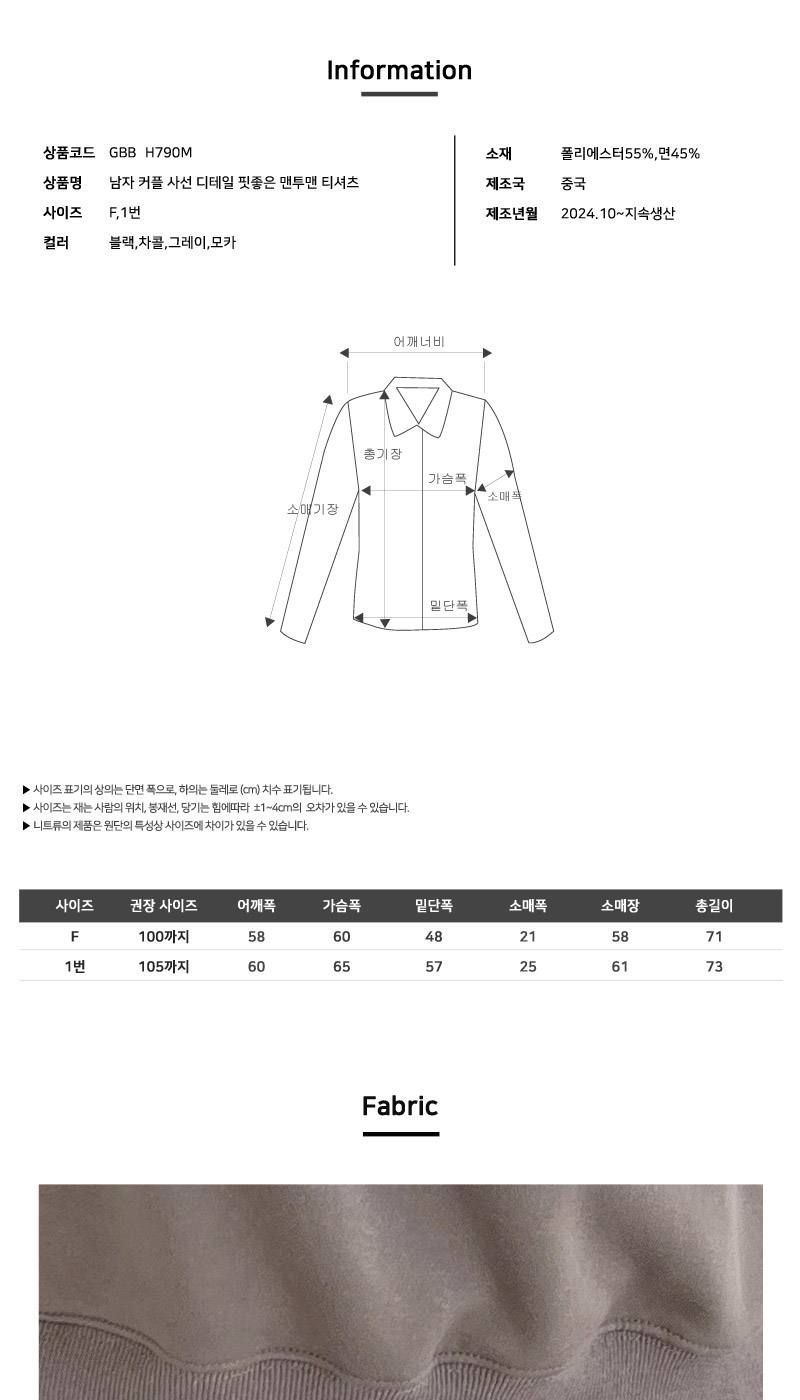 Information
상품코드 GBB H790M
상품명 남자 커플 사선 디테일 핏좋은 맨투맨 티셔츠
사이즈 F,1번
컬러 블랙,차콜,그레이,모카
소재 폴리에스터55%,면45%
제조국 중국
제조년월 2024.10~지속생산
어깨너비
총기장
가슴폭
소매폭
소매기장
밑단폭
▶ 사이즈 표기의 상의는 단면 폭으로, 하의는 둘레로 (cm) 치수 표기됩니다.
▶ 사이즈는 재는 사람의 위치, 봉재선, 당기는 힘에따라 ±1~4cm의 오차가 있을 수 있습니다.
▶ 니트류의 제품은 원단의 특성상 사이즈에 차이가 있을 수 있습니다.
사이즈 권장 사이즈 어깨폭 가슴폭 밑단폭 소매폭 소매장 총길이
F 100까지 58 60 48 21 58 71
1번 105까지 60 65 57 25 61 73
Fabric